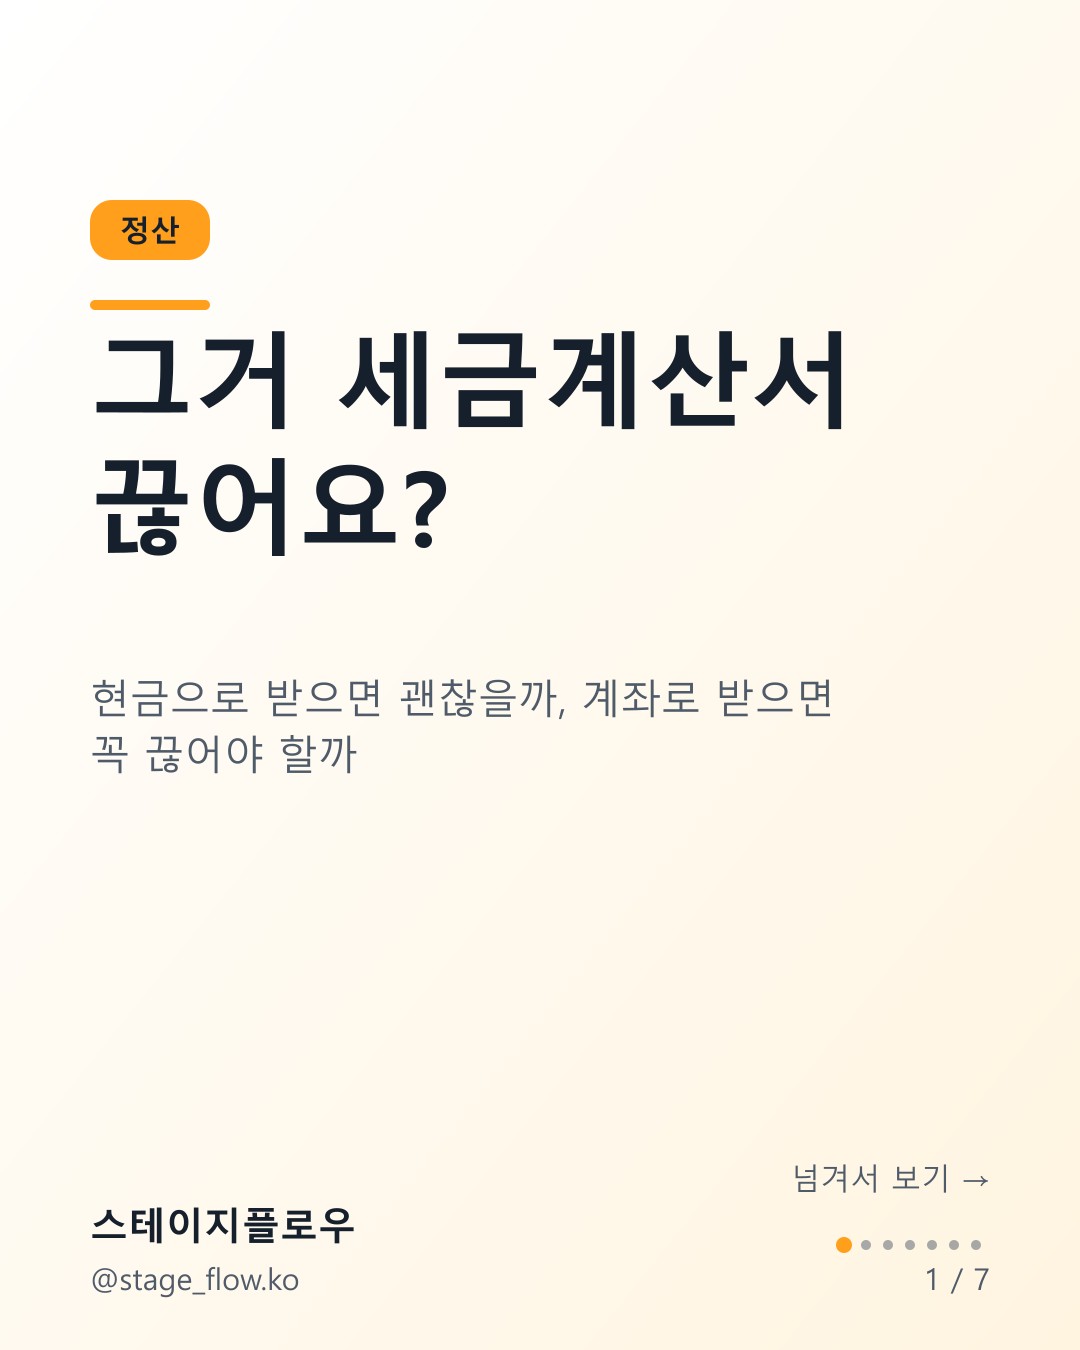 정산
그거 세금계산서
끊어요?
현금으로 받으면 괜찮을까, 계좌로 받으면
꼭 끊어야 할까
넘겨서 보기 →
스테이지플로우
@stage_flow.ko
1 / 7